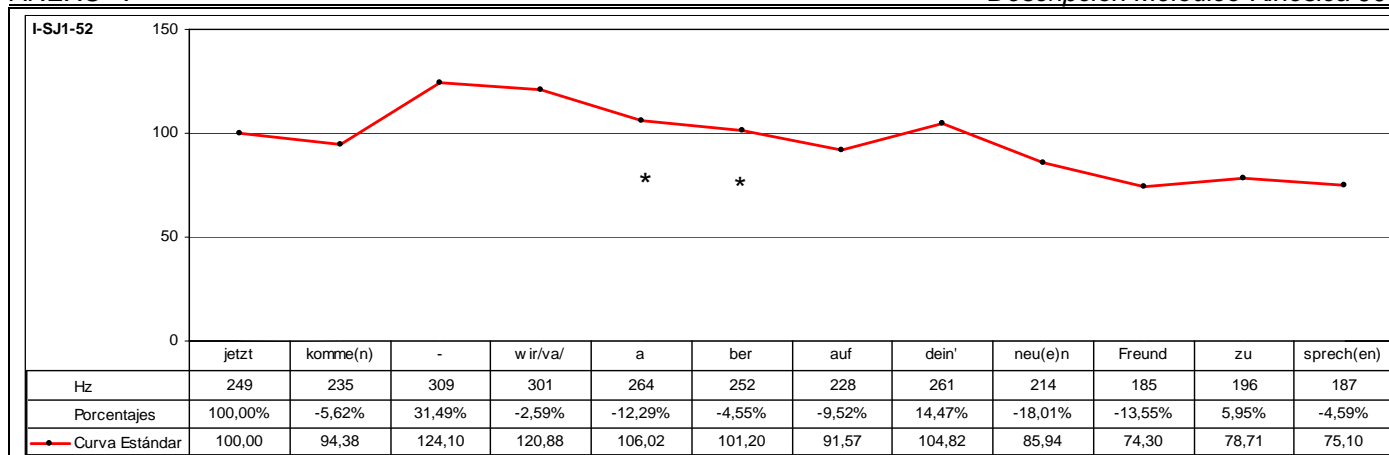 I-SJ1-52
150
100
50
0
* *
jetzt komme(n) - wir/va/ a ber auf dein' neu(e)n Freund zu sprech(en)
Hz 249 235 309 301 264 252 228 261 214 185 196 187
Porcentajes 100,00% -5,62% 31,49% -2,59% -12,29% -4,55% -9,52% 14,47% -18,01% -13,55% 5,95% -4,59%
Curva Estándar 100,00 94,38 124,10 120,88 106,02 101,20 91,57 104,82 85,94 74,30 78,71 75,10